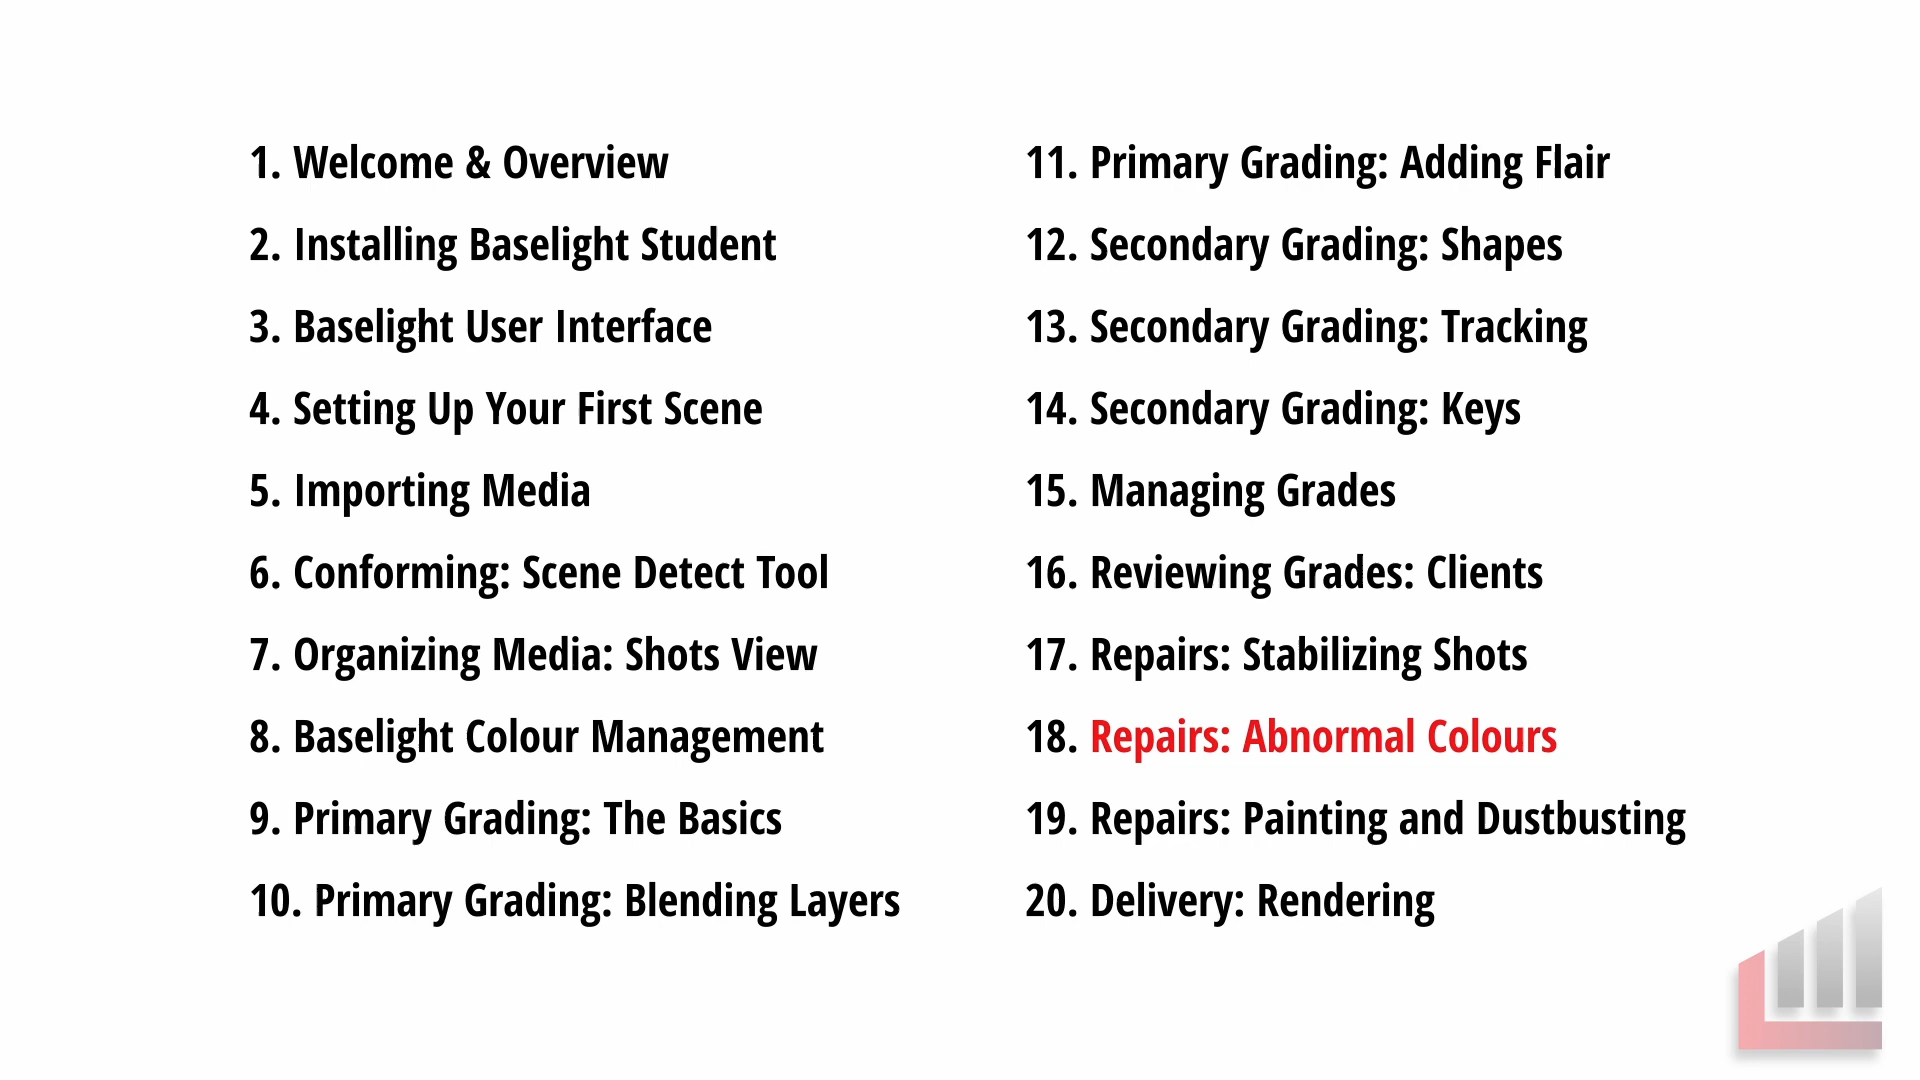 1. Welcome & Overview
2. Installing Baselight Student
3. Baselight User Interface
4. Setting Up Your First Scene
5. Importing Media
6. Conforming: Scene Detect Tool
7. Organizing Media: Shots View
8. Baselight Colour Management
9. Primary Grading: The Basics
10. Primary Grading: Blending Layers
11. Primary Grading: Adding Flair
12. Secondary Grading: Shapes
13. Secondary Grading: Tracking
14. Secondary Grading: Keys
15. Managing Grades
16. Reviewing Grades: Clients
17. Repairs: Stabilizing Shots
18. Repairs: Abnormal Colours
19. Repairs: Painting and Dustbusting
20. Delivery: Rendering